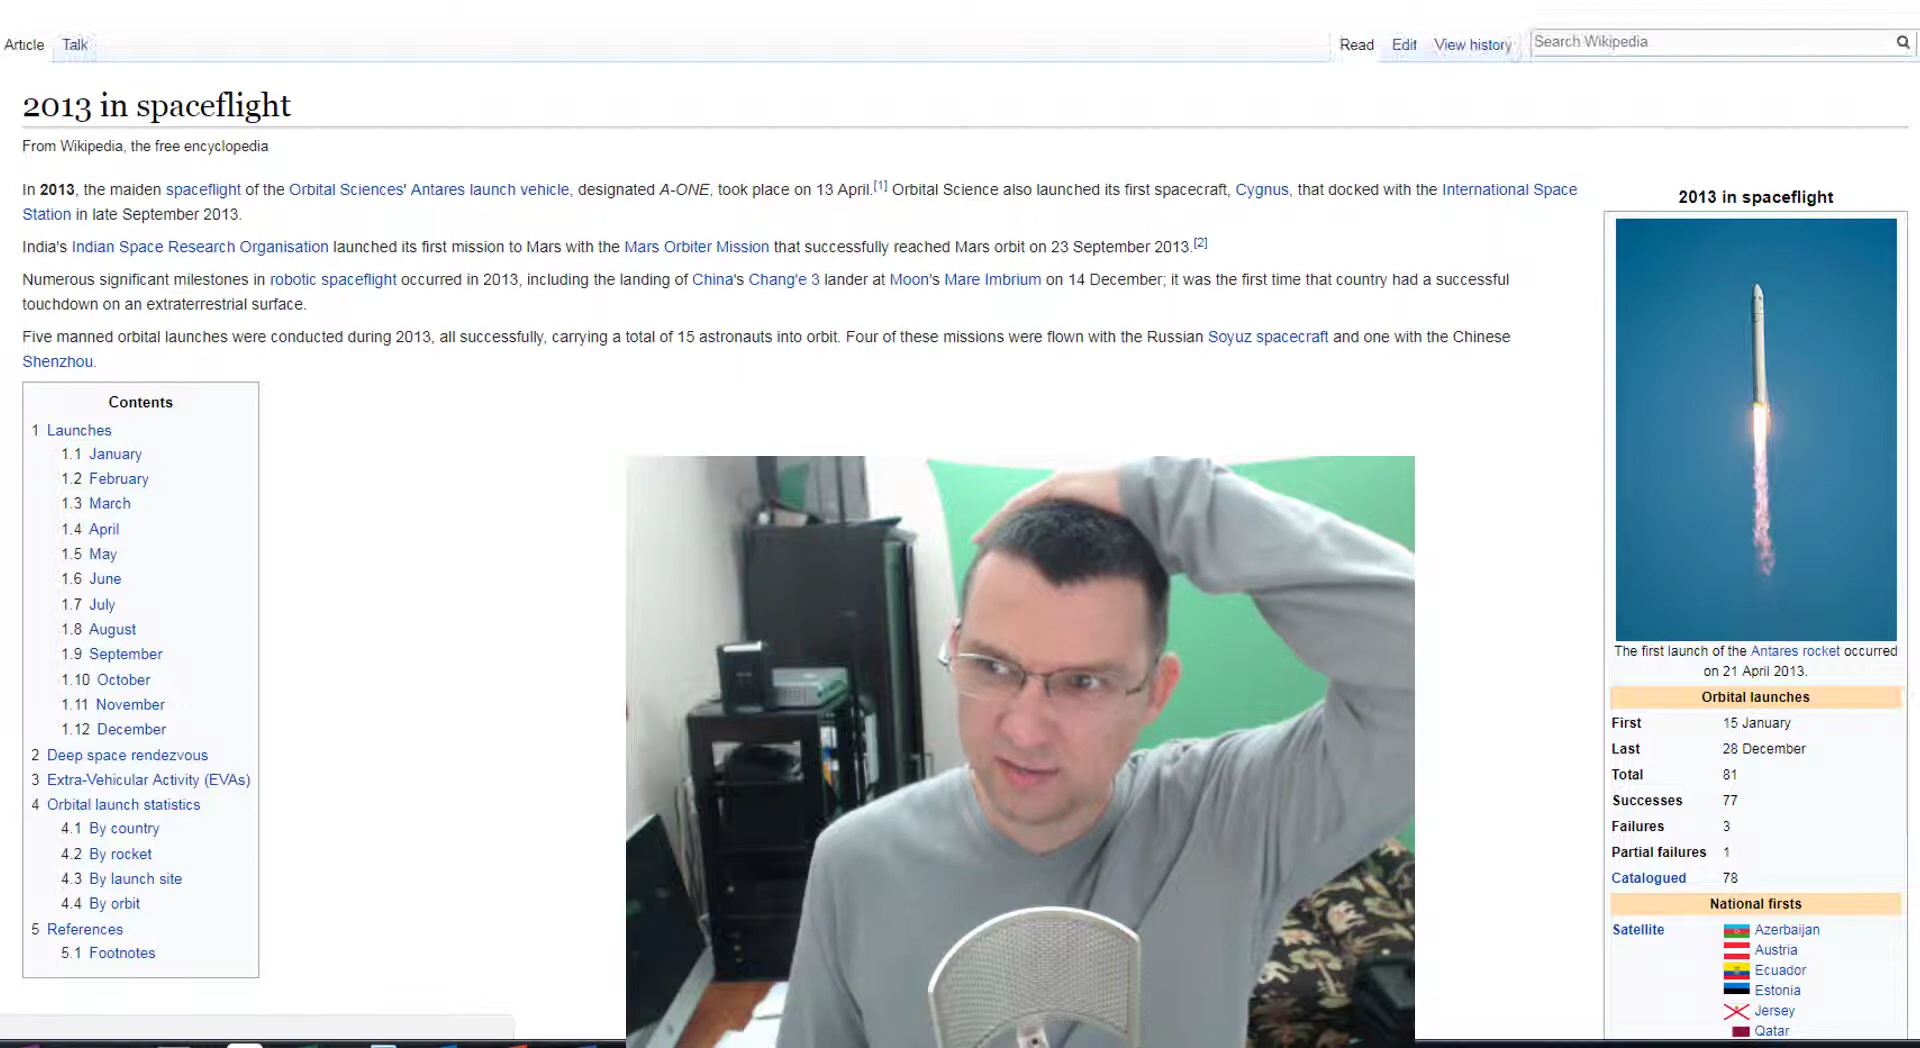 Article Talk
Read Edit View history Search Wikipedia
2013 in spaceflight
From Wikipedia, the free encyclopedia
In 2013, the maiden spaceflight of the Orbital Sciences' Antares launch vehicle, designated A-ONE, took place on 13 April.[1] Orbital Science also launched its first spacecraft, Cygnus, that docked with the International Space
Station in late September 2013.
India's Indian Space Research Organisation launched its first mission to Mars with the Mars Orbiter Mission that successfully reached Mars orbit on 23 September 2013.[2]
Numerous significant milestones in robotic spaceflight occurred in 2013, including the landing of China's Chang'e 3 lander at Moon's Mare Imbrium on 14 December; it was the first time that country had a successful
touchdown on an extraterrestrial surface.
Five manned orbital launches were conducted during 2013, all successfully, carrying a total of 15 astronauts into orbit. Four of these missions were flown with the Russian Soyuz spacecraft and one with the Chinese
Shenzhou.
Contents
1 Launches
1.1 January
1.2 February
1.3 March
1.4 April
1.5 May
1.6 June
1.7 July
1.8 August
1.9 September
1.10 October
1.11 November
1.12 December
2 Deep space rendezvous
3 Extra-Vehicular Activity (EVAs)
4 Orbital launch statistics
4.1 By country
4.2 By rocket
4.3 By launch site
4.4 By orbit
5 References
5.1 Footnotes
2013 in spaceflight
The first launch of the Antares rocket occurred
on 21 April 2013.
Orbital launches
First 15 January
Last 28 December
Total 81
Successes 77
Failures 3
Partial failures 1
Catalogued 78
National firsts
Satellite Azerbaijan
Austria
Ecuador
Estonia
Jersey
Qatar